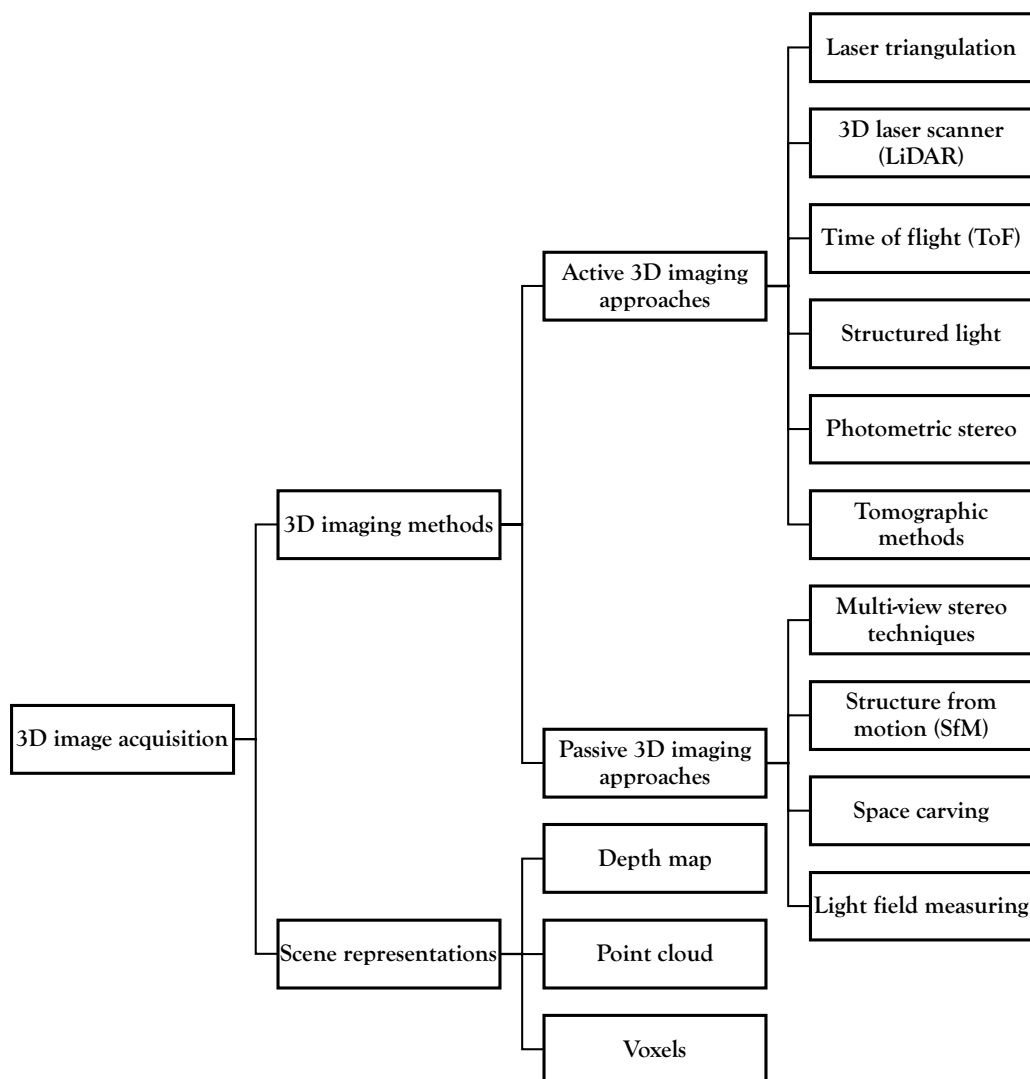 Laser triangulation
3D laser scanner
(LiDAR)
Time of flight (ToF)
Active 3D imaging
approaches
Structured light
Photometric stereo
Tomographic
methods
3D imaging methods
Multi-view stereo
techniques
Structure from
motion (SfM)
3D image acquisition
Passive 3D imaging
approaches
Space carving
Depth map
Light field measuring
Scene representations
Point cloud
Voxels